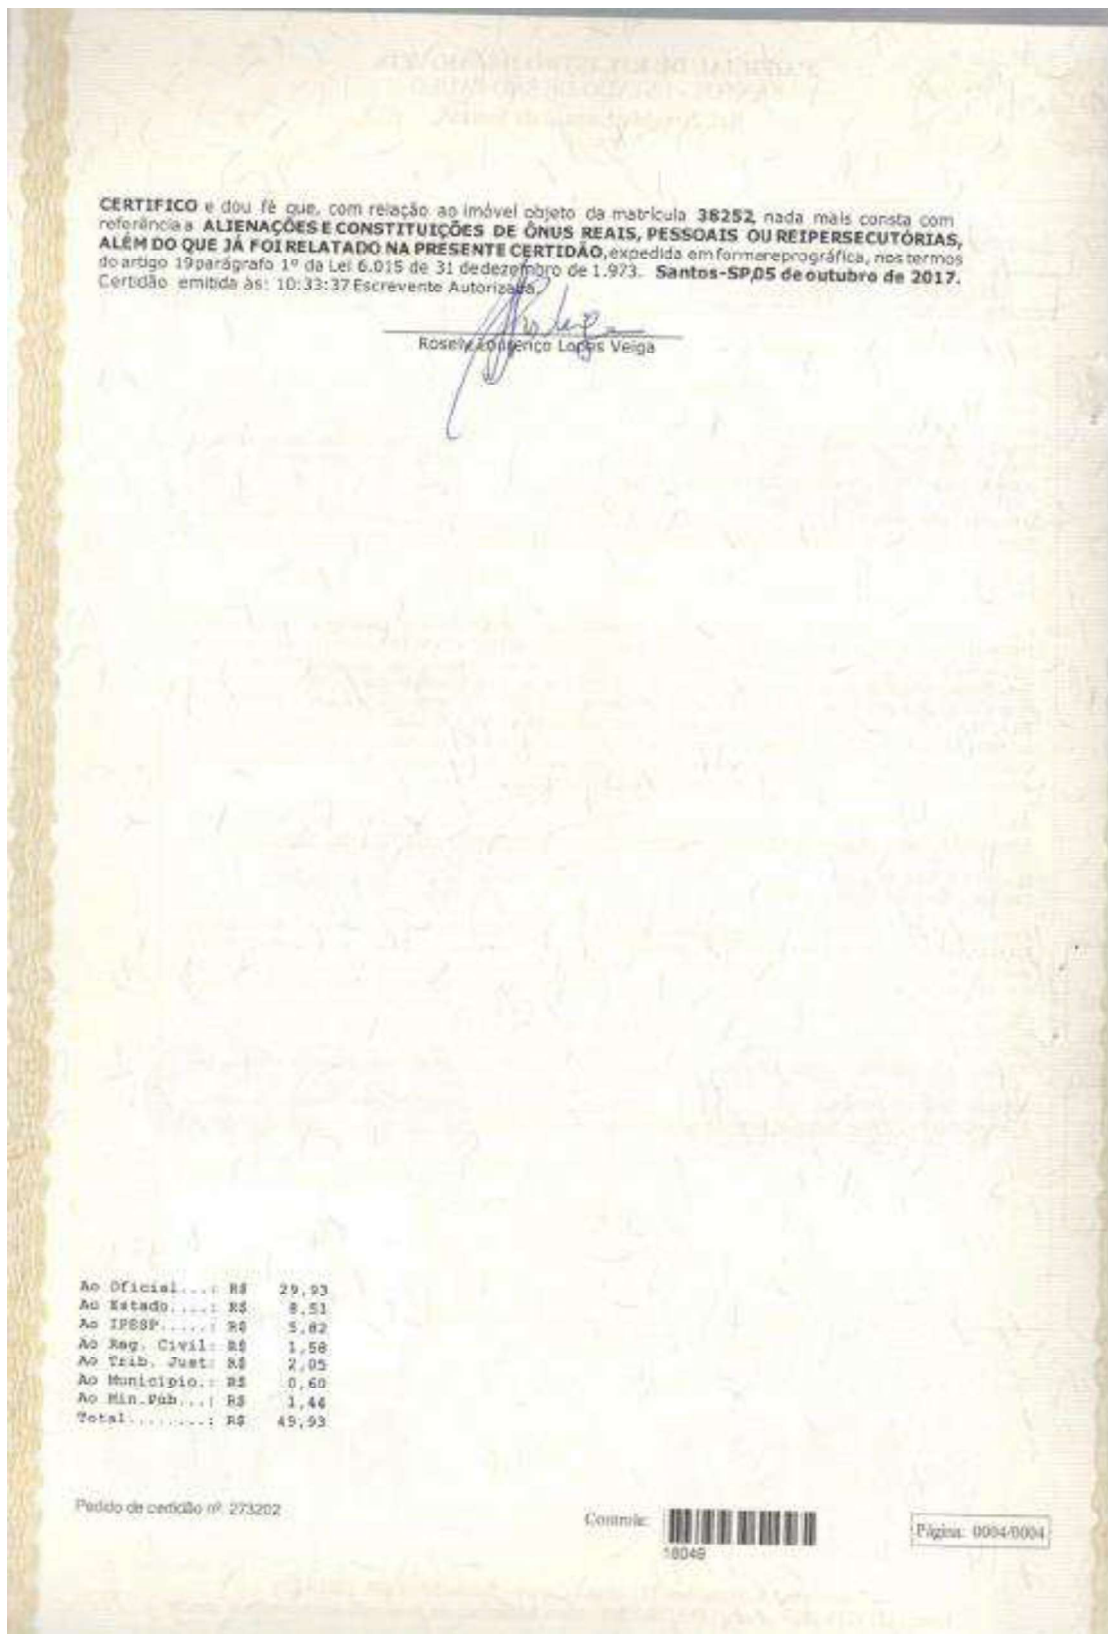 CERTIFICO e dou fé que, com relação ao imóvel objeto da matrícula 38252, nada mais consta com
referência a ALIENAÇÕES E CONSTITUIÇÕES DE ÔNUS REAIS, PESSOAIS OU REIPERSECUTÓRIAS,
ALÉM DO QUE JÁ FOI RELATADO NA PRESENTE CERTIDÃO, expedida em forma reprográfica, nos termos
do artigo 19 parágrafo 1º da Lei 6.015 de 31 de dezembro de 1.973. Santos-SP, 05 de outubro de 2017.
Certidão emitida às: 10:33:37 Escrevente Autorizada.
Rosely Lourenço Lopes Veiga
Ao Oficial...: R$ 29,93
Ao Estado....: R$ 8,51
Ao IPESP.....: R$ 5,82
Ao Reg. Civil: R$ 1,58
Ao Trib. Just: R$ 2,05
Ao Município.: R$ 0,60
Ao Min.Púb...: R$ 1,44
Total........: R$ 49,93
Pedido de certidão nº 273202
Controle:
18049
Página: 0004/0004